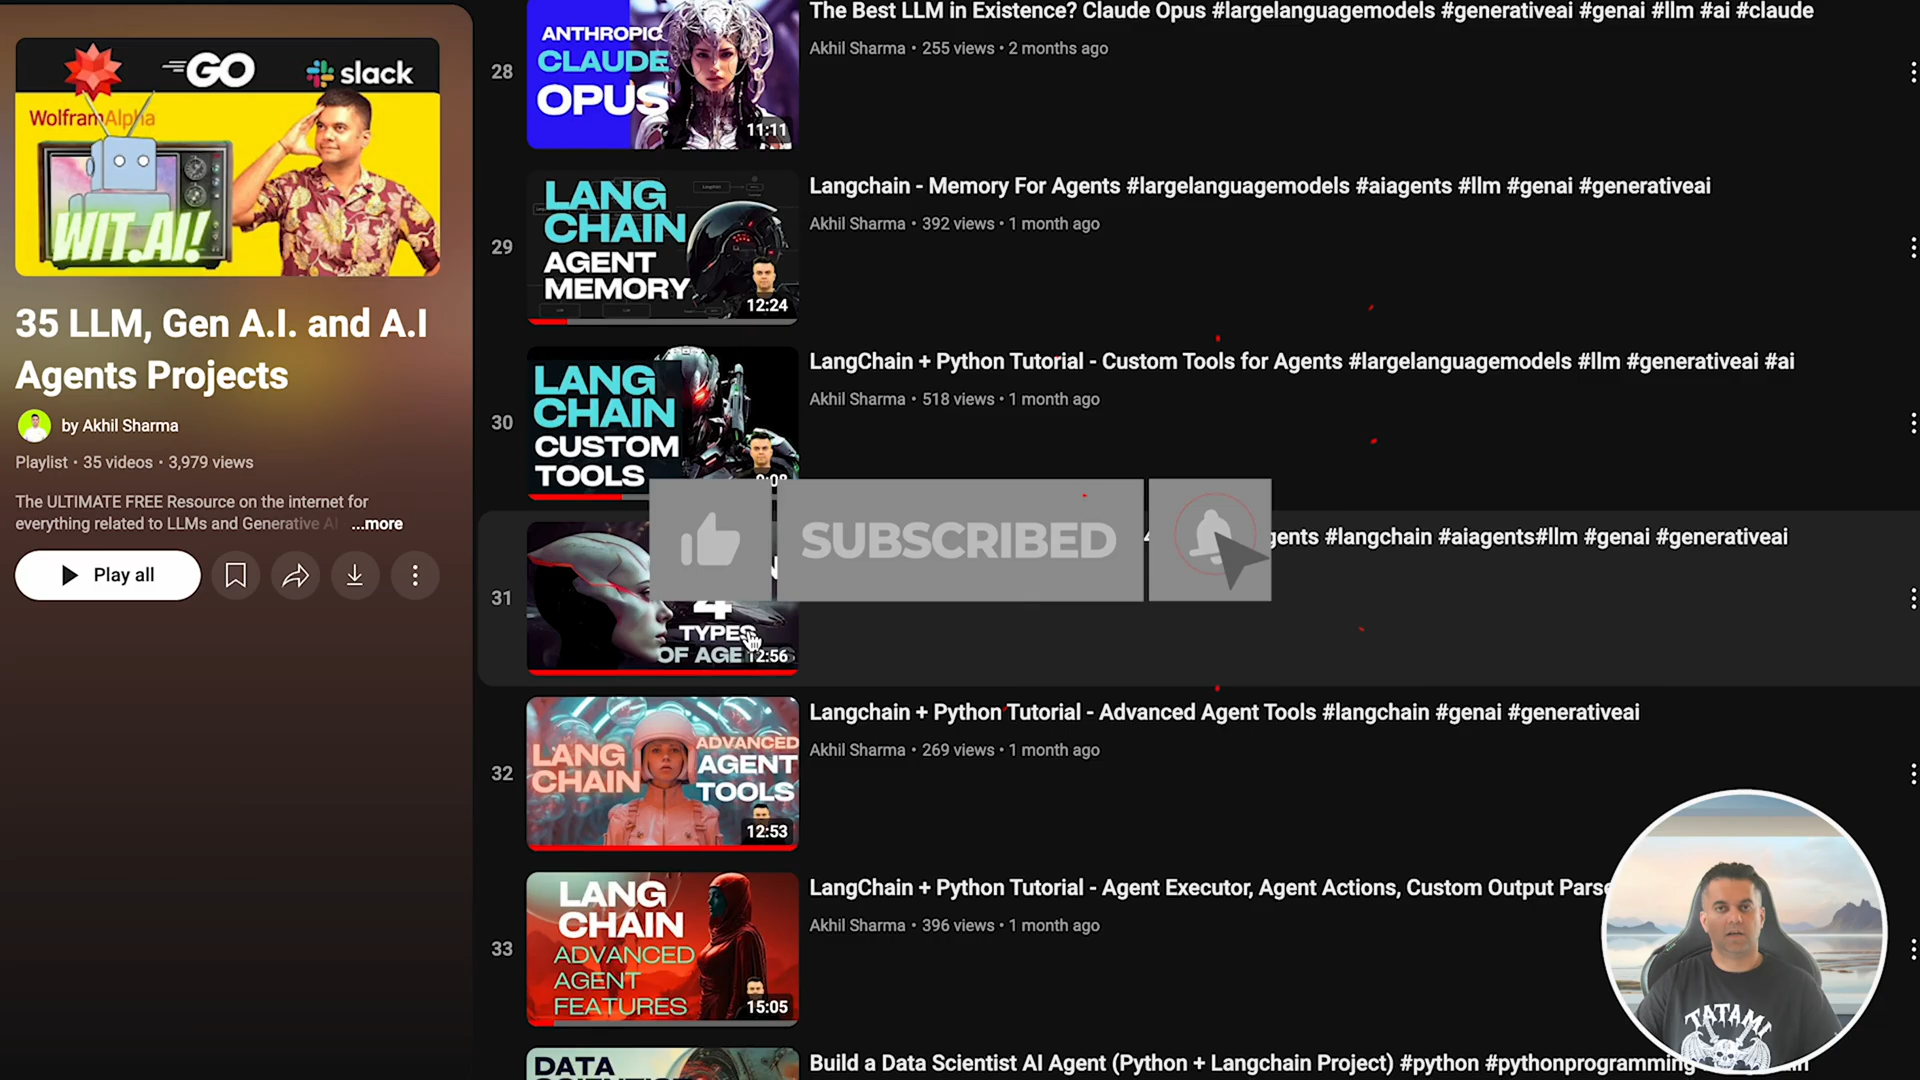 WolframAlpha
GO
slack
WIT.AI!
35 LLM, Gen A.I. and A.I
Agents Projects
by Akhil Sharma
Playlist • 35 videos • 3,979 views
The ULTIMATE FREE Resource on the internet for
everything related to LLMs and Generative AI ...more
Play all
28
ANTHROPIC
CLAUDE
OPUS
11:11
The Best LLM in Existence? Claude Opus #largelanguagemodels #generativeai #genai #llm #ai #claude
Akhil Sharma • 255 views • 2 months ago
29
LANG
CHAIN
AGENT
MEMORY
12:24
Langchain - Memory For Agents #largelanguagemodels #aiagents #llm #genai #generativeai
Akhil Sharma • 392 views • 1 month ago
30
LANG
CHAIN
CUSTOM
TOOLS
LangChain + Python Tutorial - Custom Tools for Agents #largelanguagemodels #llm #generativeai #ai
Akhil Sharma • 518 views • 1 month ago
SUBSCRIBED
31
4
TYPES
OF AGE
12:56
gents #langchain #aiagents#llm #genai #generativeai
32
LANG
CHAIN
ADVANCED
AGENT
TOOLS
12:53
Langchain + Python Tutorial - Advanced Agent Tools #langchain #genai #generativeai
Akhil Sharma • 269 views • 1 month ago
33
LANG
CHAIN
ADVANCED
AGENT
FEATURES
15:05
LangChain + Python Tutorial - Agent Executor, Agent Actions, Custom Output Parse
Akhil Sharma • 396 views • 1 month ago
DATA
Build a Data Scientist AI Agent (Python + Langchain Project) #python #pythonprogramming
TATAMI